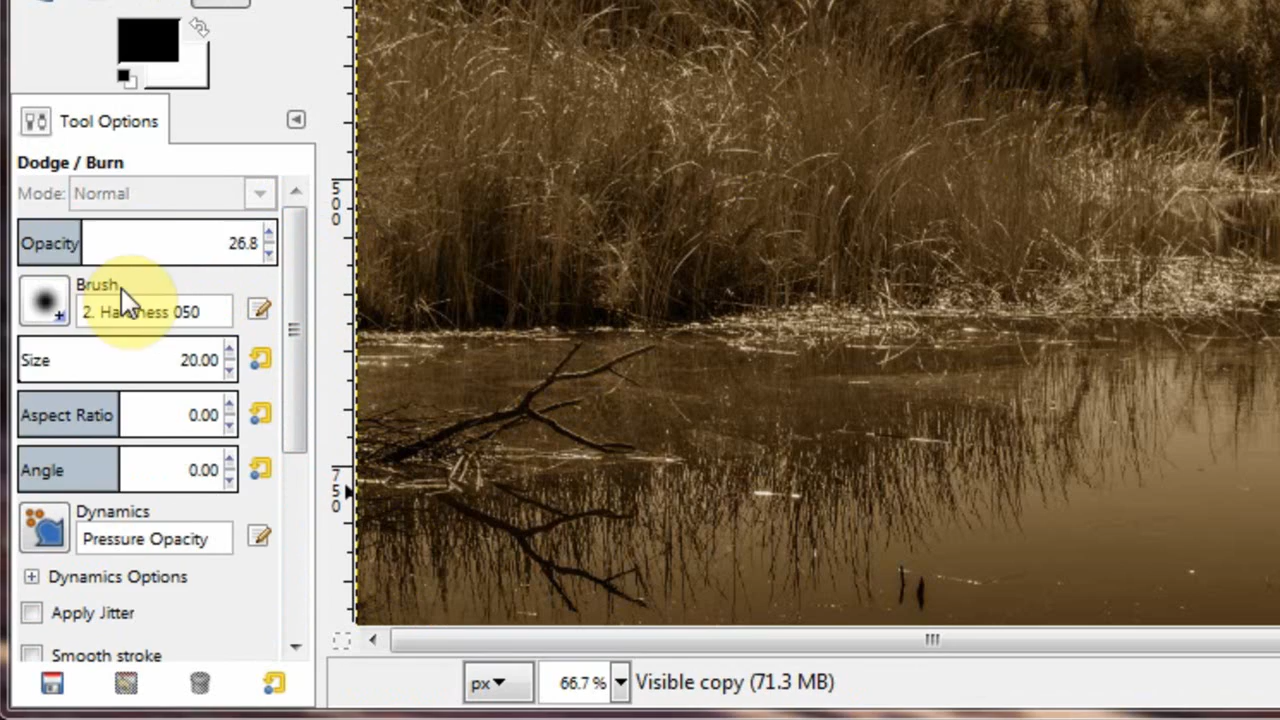 Tool Options
Dodge / Burn
Mode: Normal
Opacity 26.8
Brush
2. Hardness 050
Size 20.00
Aspect Ratio 0.00
Angle 0.00
Dynamics
Pressure Opacity
Dynamics Options
Apply Jitter
Smooth stroke
500
750
px 66.7 % Visible copy (71.3 MB)